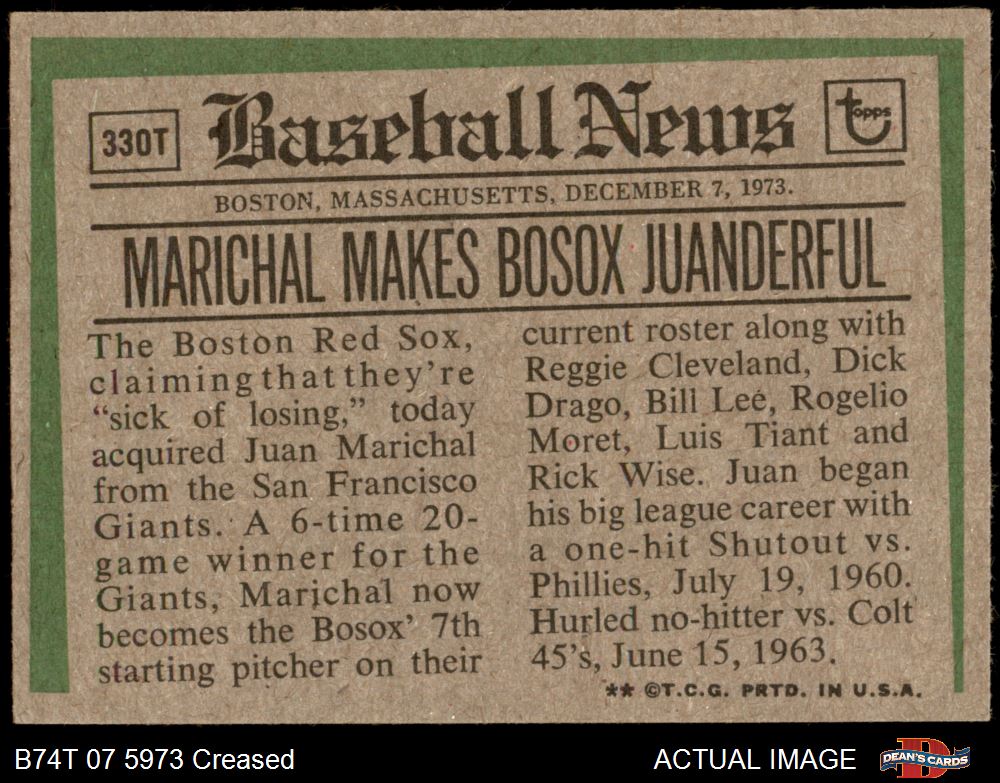 330T
Baseball News
topps
BOSTON, MASSACHUSETTS, DECEMBER 7, 1973.
MARICHAL MAKES BOSOX JUANDERFUL
The Boston Red Sox,
claiming that they're
“sick of losing,” today
acquired Juan Marichal
from the San Francisco
Giants. A 6-time 20-
game winner for the
Giants, Marichal now
becomes the Bosox' 7th
starting pitcher on their
current roster along with
Reggie Cleveland, Dick
Drago, Bill Lee, Rogelio
Moret, Luis Tiant and
Rick Wise. Juan began
his big league career with
a one-hit Shutout vs.
Phillies, July 19, 1960.
Hurled no-hitter vs. Colt
45's, June 15, 1963.
** ©T.C.G. PRTD. IN U.S.A.
B74T 07 5973 Creased
ACTUAL IMAGE
DEAN'S CARDS